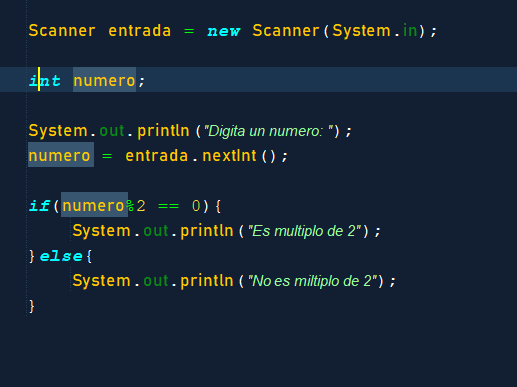 Scanner entrada = new Scanner(System.in);
int numero;
System.out.println("Digita un numero: ");
numero = entrada.nextInt();
if(numero%2 == 0){
System.out.println("Es multiplo de 2");
}else{
System.out.println("No es miltiplo de 2");
}